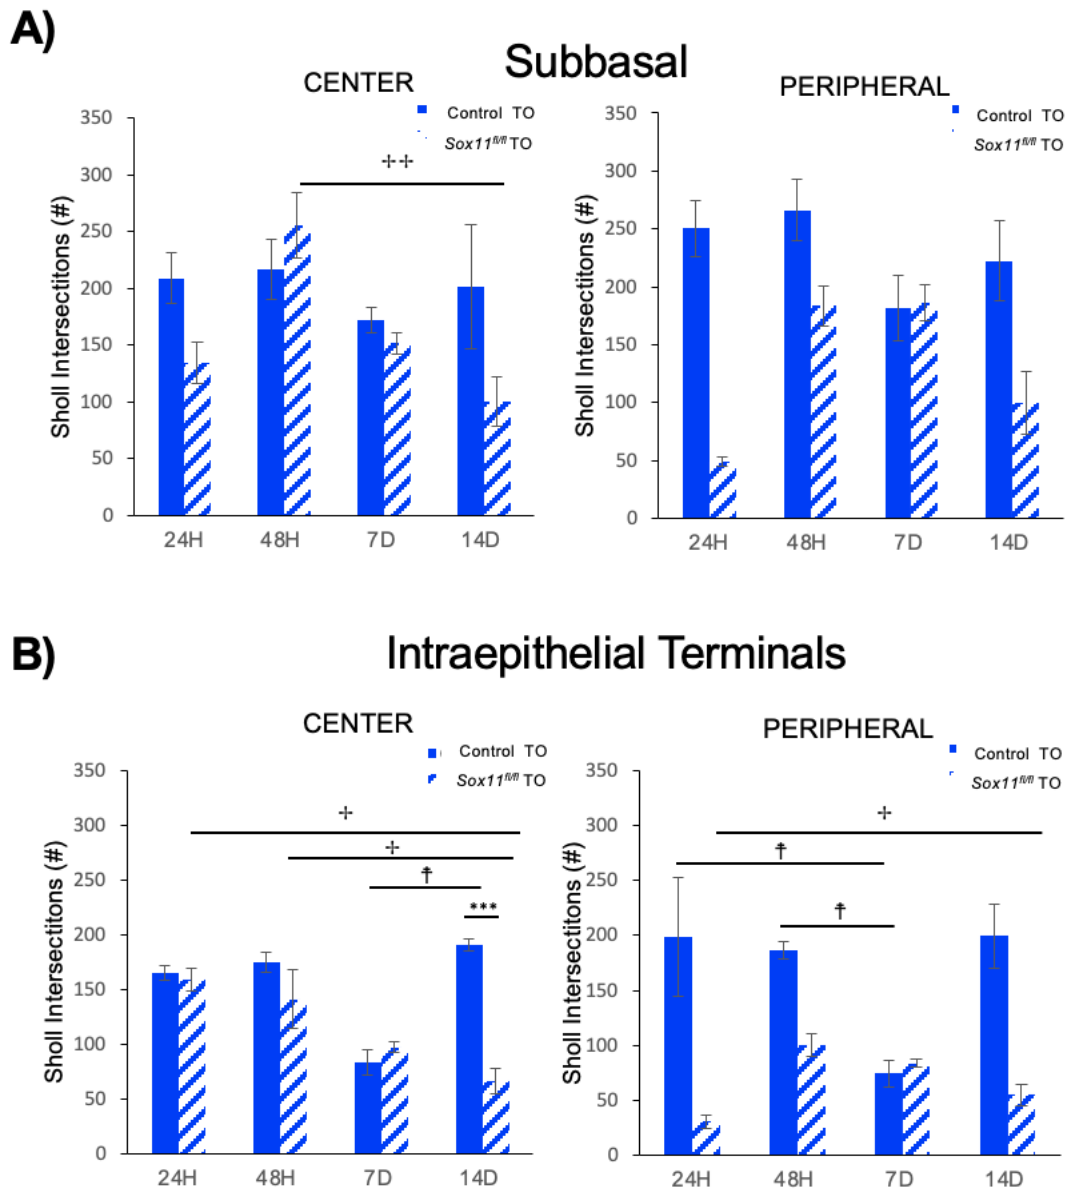 A)
Subbasal
CENTER
Control TO
Sox11fl/fl TO
‡‡
350
300
250
200
150
100
50
0
Sholl Intersectitons (#)
24H 48H 7D 14D
PERIPHERAL
Control TO
Sox11fl/fl TO
350
300
250
200
150
100
50
0
Sholl Intersectitons (#)
24H 48H 7D 14D
B)
Intraepithelial Terminals
CENTER
Control TO
Sox11fl/fl TO
‡
‡
†
***
350
300
250
200
150
100
50
0
Sholl Intersectitons (#)
24H 48H 7D 14D
PERIPHERAL
Control TO
Sox11fl/fl TO
‡
†
†
350
300
250
200
150
100
50
0
Sholl Intersectitons (#)
24H 48H 7D 14D